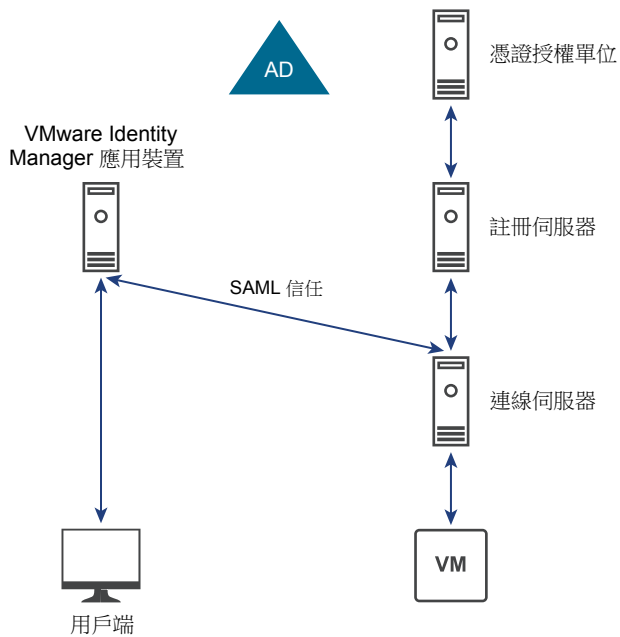 AD
憑證授權單位
VMware Identity
Manager 應用裝置
註冊伺服器
SAML 信任
連線伺服器
VM
用戶端